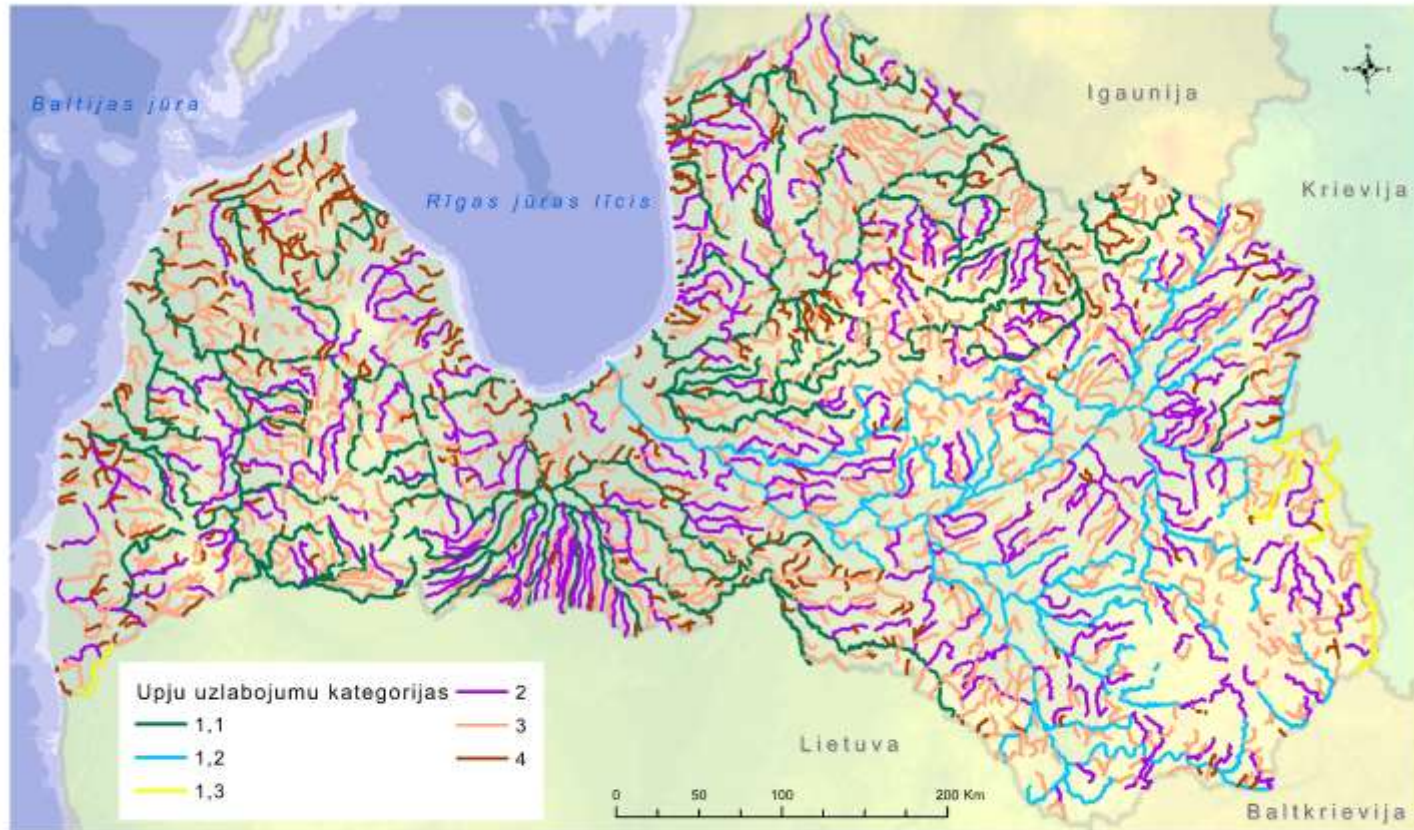 Igaunija
Baltijas jūra
Krievija
Rīgas jūras līcis
Upju uzlabojumu kategorijas
1,1
1,2
1,3
2
3
4
Lietuva
0 50 100 200 Km
Baltkrievija